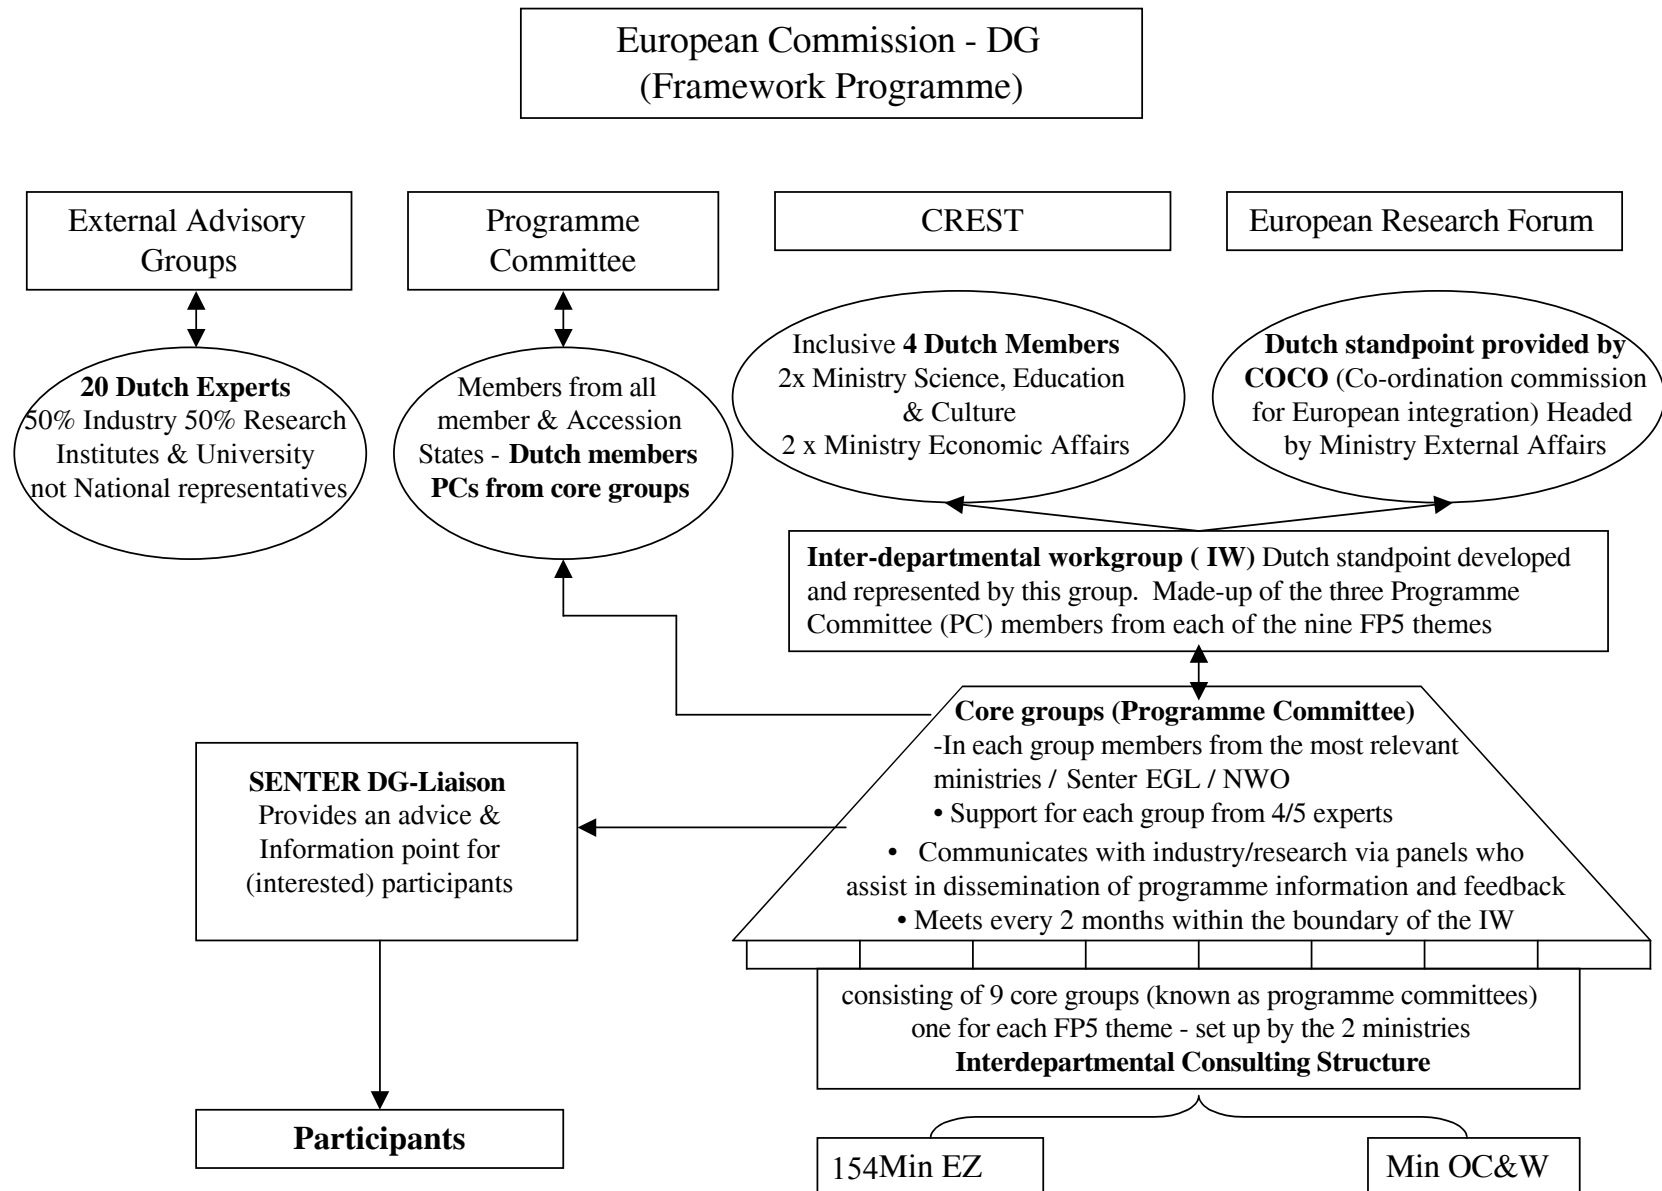 European Commission - DG
(Framework Programme)
External Advisory
Groups
Programme
Committee
CREST
European Research Forum
20 Dutch Experts
50% Industry 50% Research
Institutes & University
not National representatives
Members from all
member & Accession
States - Dutch members
PCs from core groups
Inclusive 4 Dutch Members
2x Ministry Science, Education
& Culture
2 x Ministry Economic Affairs
Dutch standpoint provided by
COCO (Co-ordination commission
for European integration) Headed
by Ministry External Affairs
Inter-departmental workgroup ( IW) Dutch standpoint developed
and represented by this group. Made-up of the three Programme
Committee (PC) members from each of the nine FP5 themes
Core groups (Programme Committee)
-In each group members from the most relevant
ministries / Senter EGL / NWO
• Support for each group from 4/5 experts
• Communicates with industry/research via panels who
assist in dissemination of programme information and feedback
• Meets every 2 months within the boundary of the IW
SENTER DG-Liaison
Provides an advice &
Information point for
(interested) participants
consisting of 9 core groups (known as programme committees)
one for each FP5 theme - set up by the 2 ministries
Interdepartmental Consulting Structure
Participants
154Min EZ
Min OC&W